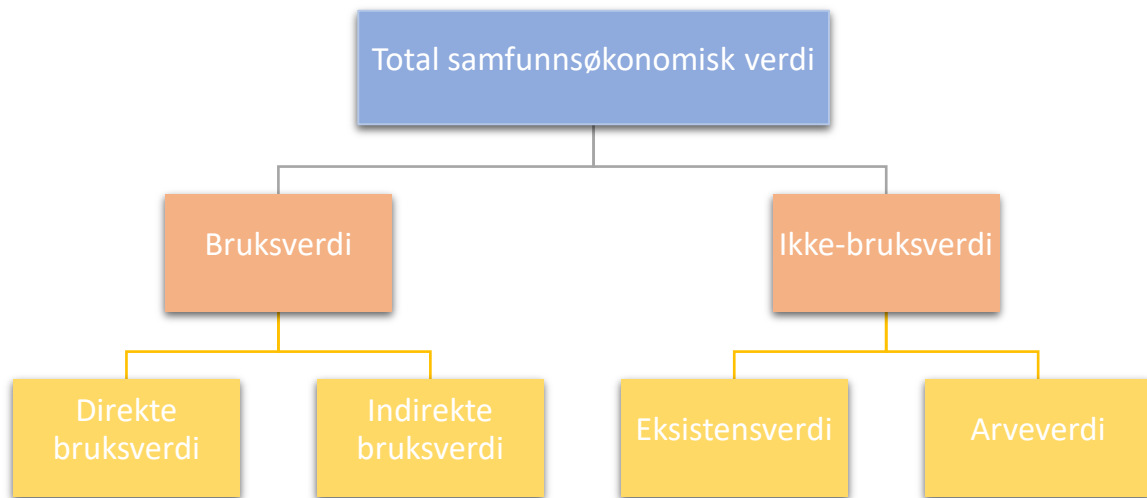 Total samfunnsøkonomisk verdi
Bruksverdi
Ikke-bruksverdi
Direkte
bruksverdi
Indirekte
bruksverdi
Eksistensverdi
Arveverdi